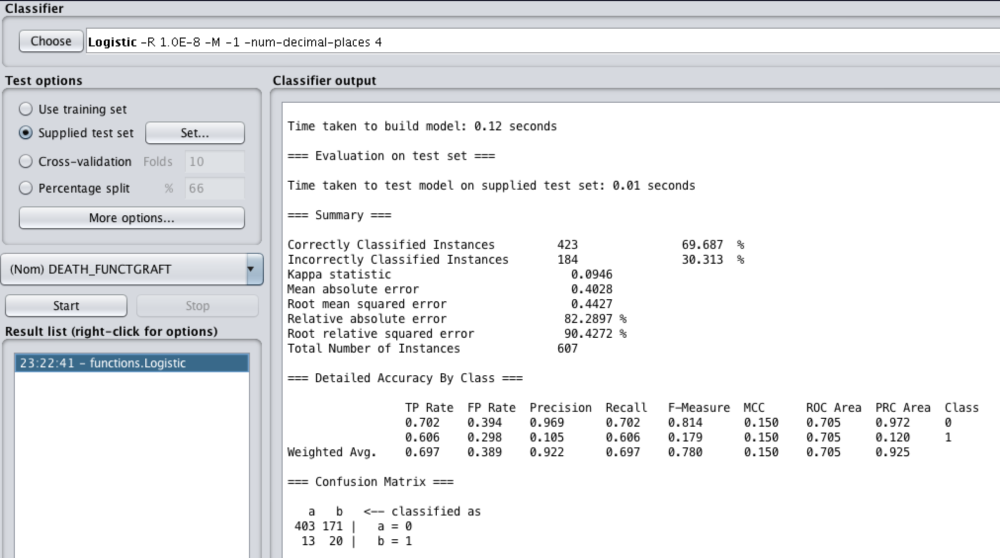 Classifier
Choose Logistic -R 1.0E-8 -M -1 -num-decimal-places 4
Test options
Use training set
Supplied test set Set...
Cross-validation Folds 10
Percentage split % 66
More options...
(Nom) DEATH_FUNCTGRAFT
Start Stop
Result list (right-click for options)
23:22:41 - functions.Logistic
Classifier output
Time taken to build model: 0.12 seconds
=== Evaluation on test set ===
Time taken to test model on supplied test set: 0.01 seconds
=== Summary ===
Correctly Classified Instances 423 69.687 %
Incorrectly Classified Instances 184 30.313 %
Kappa statistic 0.0946
Mean absolute error 0.4028
Root mean squared error 0.4427
Relative absolute error 82.2897 %
Root relative squared error 90.4272 %
Total Number of Instances 607
=== Detailed Accuracy By Class ===
TP Rate FP Rate Precision Recall F-Measure MCC ROC Area PRC Area Class
0.702 0.394 0.969 0.702 0.814 0.150 0.705 0.972 0
0.606 0.298 0.105 0.606 0.179 0.150 0.705 0.120 1
Weighted Avg. 0.697 0.389 0.922 0.697 0.780 0.150 0.705 0.925
=== Confusion Matrix ===
a b <-- classified as
403 171 | a = 0
13 20 | b = 1